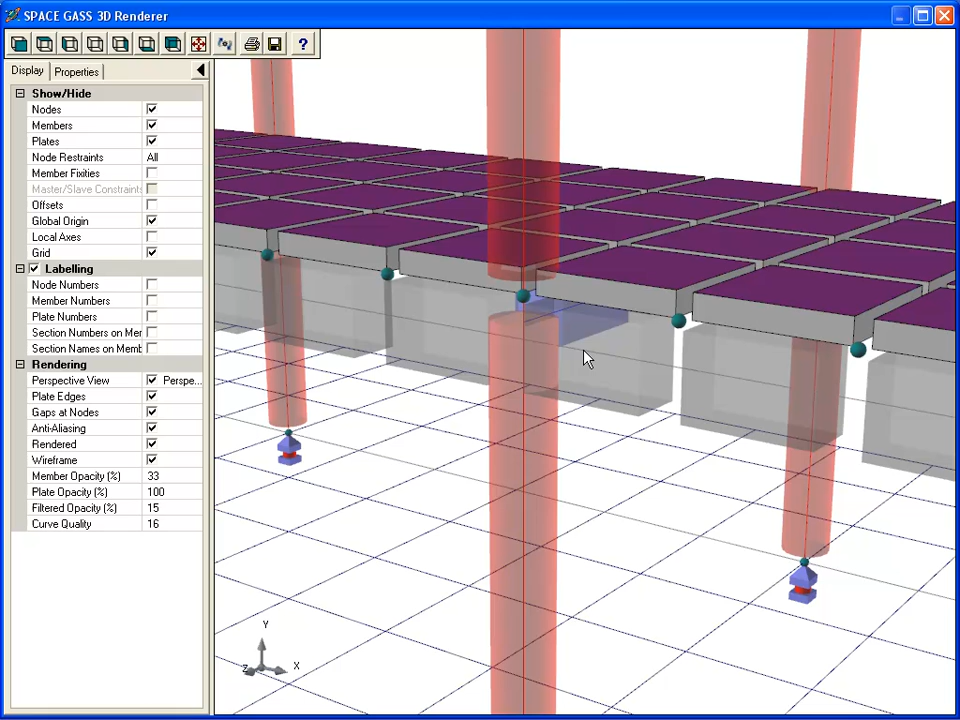 SPACE GASS 3D Renderer
Display Properties
Show/Hide
Nodes
Members
Plates
Node Restraints All
Member Fixities
Master/Slave Constraints
Offsets
Global Origin
Local Axes
Grid
Labelling
Node Numbers
Member Numbers
Plate Numbers
Section Numbers on Mer
Section Names on Memb
Rendering
Perspective View Perspe...
Plate Edges
Gaps at Nodes
Anti-Aliasing
Rendered
Wireframe
Member Opacity (%) 33
Plate Opacity (%) 100
Filtered Opacity (%) 15
Curve Quality 16
Y
Z X